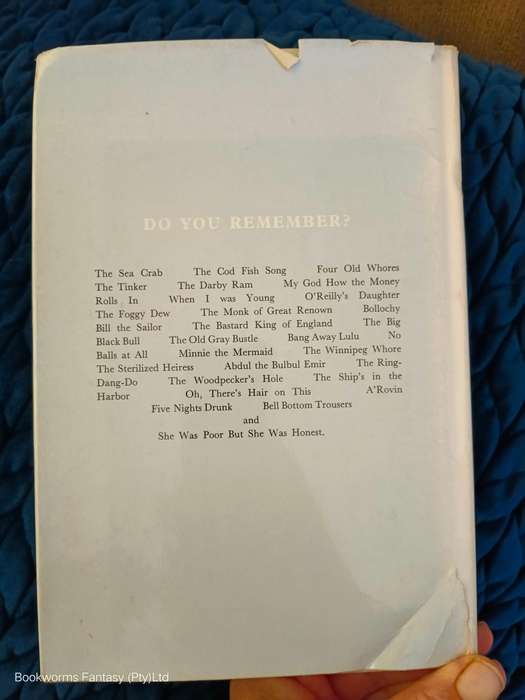 DO YOU REMEMBER?
The Sea Crab The Cod Fish Song Four Old Whores
The Tinker The Darby Ram My God How the Money
Rolls In When I was Young O'Reilly's Daughter
The Foggy Dew The Monk of Great Renown Bollochy
Bill the Sailor The Bastard King of England The Big
Black Bull The Old Gray Bustle Bang Away Lulu No
Balls at All Minnie the Mermaid The Winnipeg Whore
The Sterilized Heiress Abdul the Bulbul Emir The Ring-
Dang-Do The Woodpecker's Hole The Ship's in the
Harbor Oh, There's Hair on This A'Rovin
Five Nights Drunk Bell Bottom Trousers
and
She Was Poor But She Was Honest.
Bookworms Fantasy (Pty)Ltd